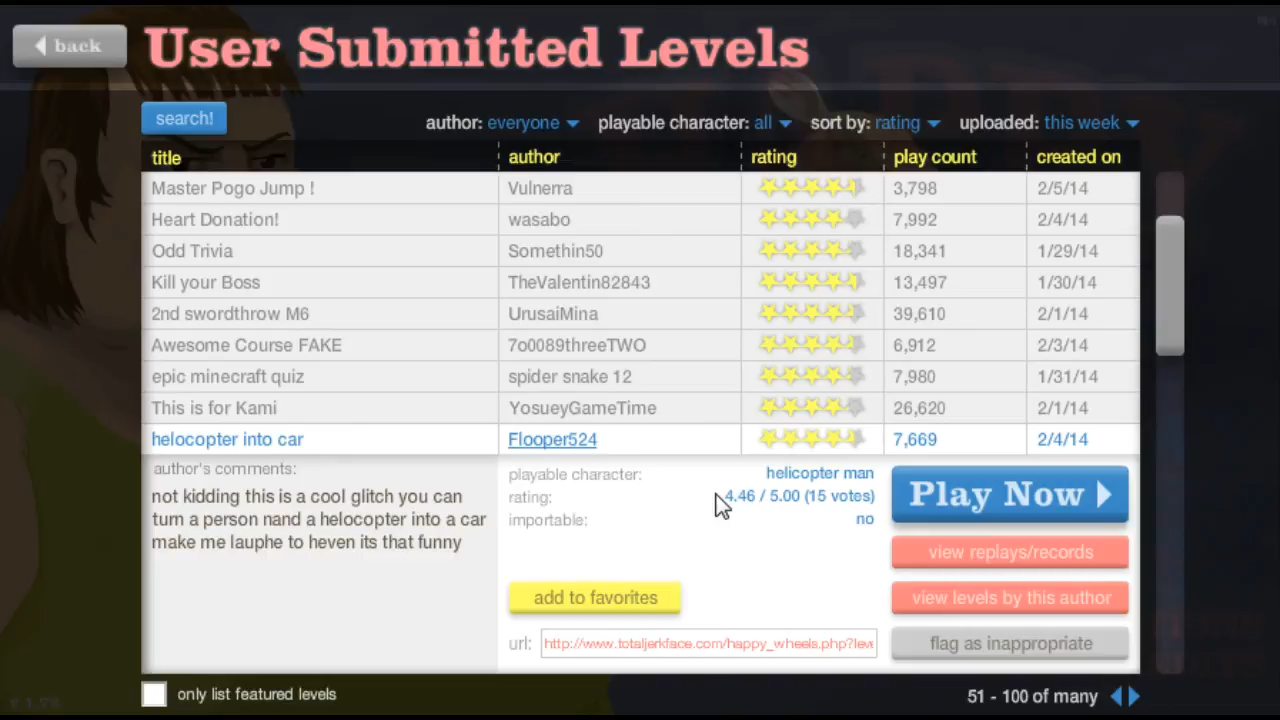 back
User Submitted Levels
search!
author: everyone playable character: all sort by: rating uploaded: this week
title author rating play count created on
Master Pogo Jump ! Vulnerra 3,798 2/5/14
Heart Donation! wasabo 7,992 2/4/14
Odd Trivia Somethin50 18,341 1/29/14
Kill your Boss TheValentin82843 13,497 1/30/14
2nd swordthrow M6 UrusaiMina 39,610 2/1/14
Awesome Course FAKE 7o0089threeTWO 6,912 2/3/14
epic minecraft quiz spider snake 12 7,980 1/31/14
This is for Kami YosueyGameTime 26,620 2/1/14
helocopter into car Flooper524 7,669 2/4/14
author's comments:
not kidding this is a cool glitch you can
turn a person nand a helocopter into a car
make me lauphe to heven its that funny
playable character: helicopter man
rating: 4.46 / 5.00 (15 votes)
importable: no
add to favorites
url: http://www.totaljerkface.com/happy_wheels.php?leve
Play Now
view replays/records
view levels by this author
flag as inappropriate
only list featured levels
51 - 100 of many